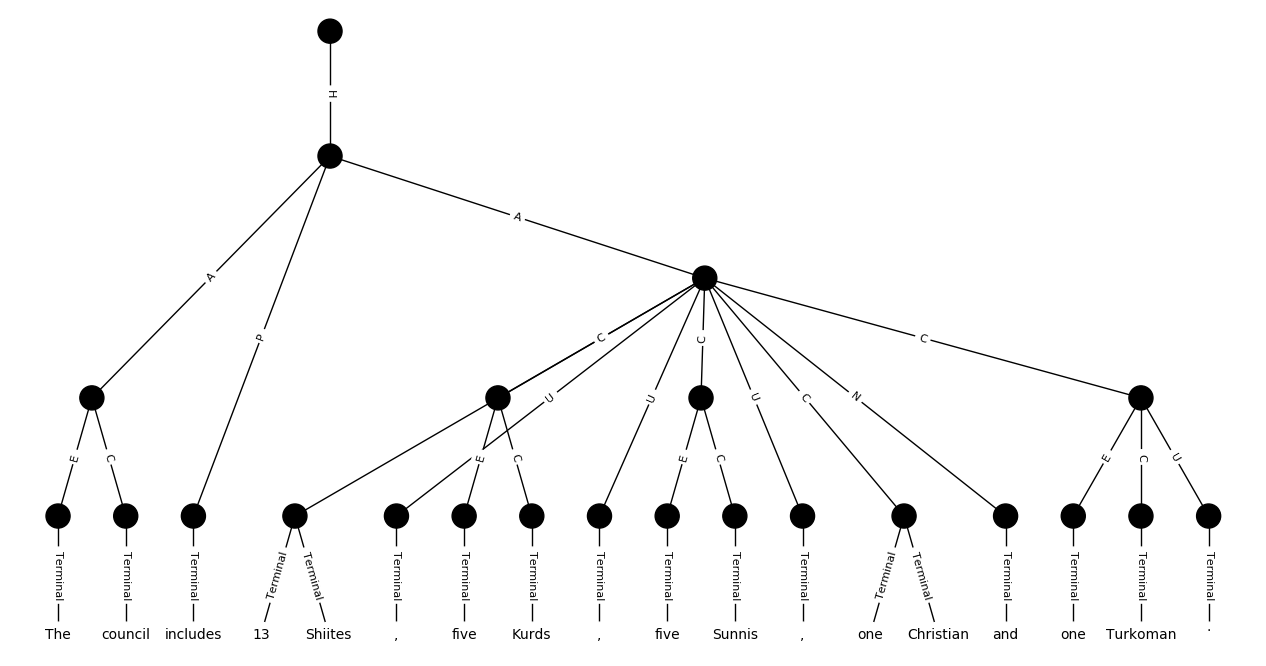 H
A
A
P
C
U
U
C
U
C
N
C
E
C
E
C
E
C
E
C
U
Terminal Terminal Terminal Terminal Terminal Terminal Terminal Terminal Terminal Terminal Terminal Terminal Terminal Terminal Terminal Terminal Terminal Terminal
The council includes 13 Shiites , five Kurds , five Sunnis , one Christian and one Turkoman .